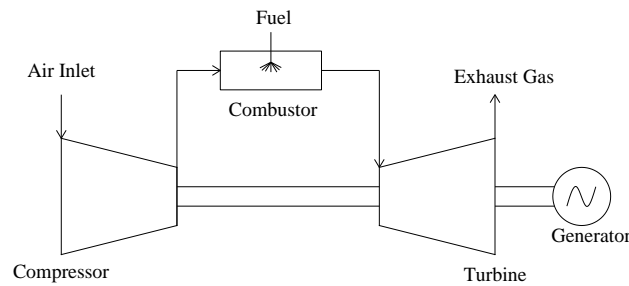 Fuel
Air Inlet
Exhaust Gas
Combustor
Generator
Compressor
Turbine